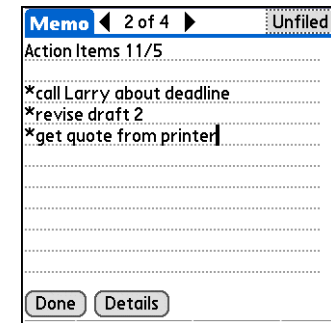 Memo 2 of 4 Unfiled
Action Items 11/5
*call Larry about deadline
*revise draft 2
*get quote from printer
Done Details